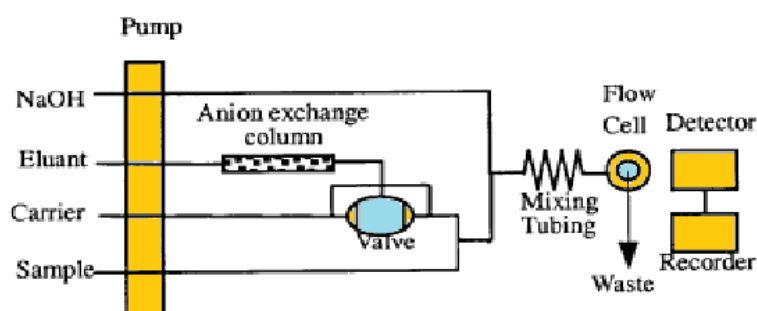 Pump
NaOH
Anion exchange
column
Flow
Cell
Detector
Eluant
Carrier
Valve
Mixing
Tubing
Sample
Recorder
Waste